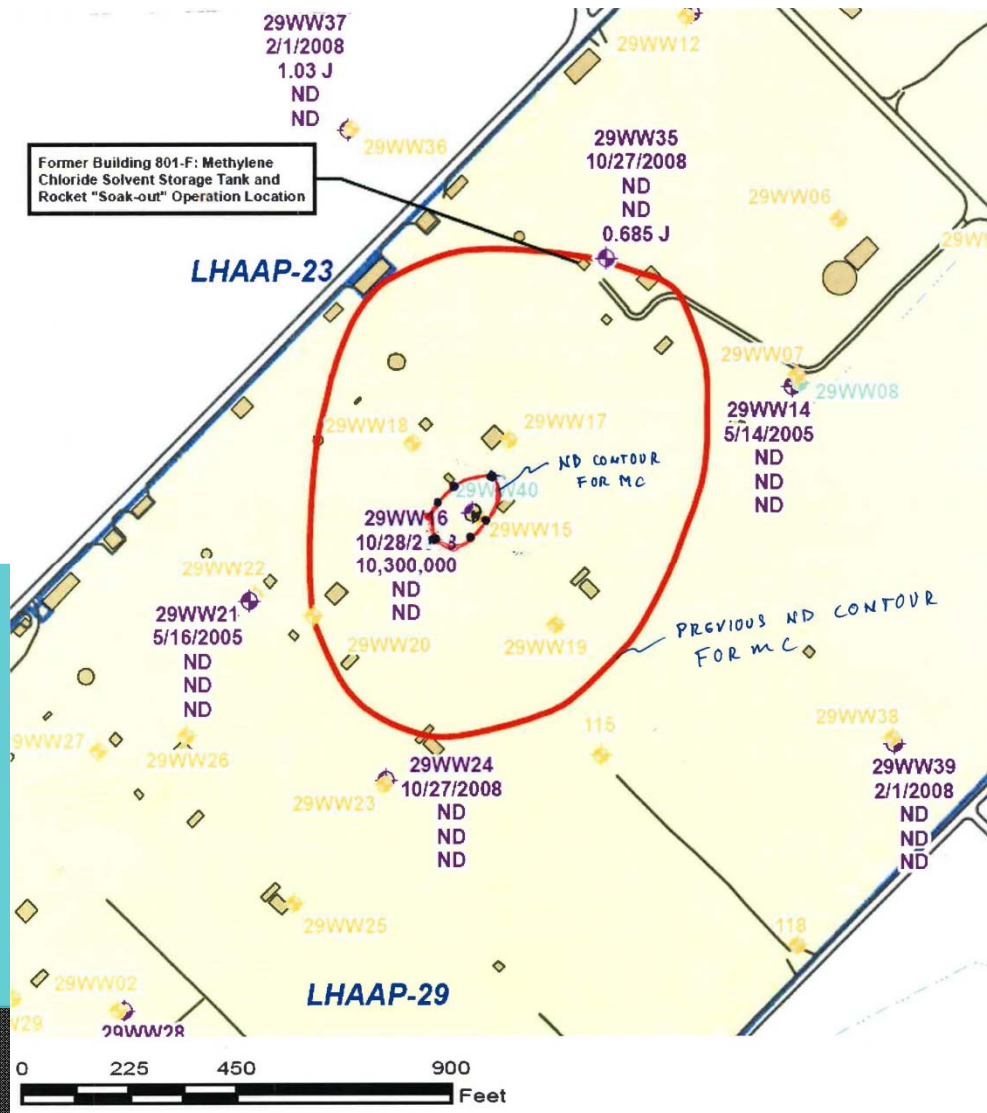 29WW37
2/1/2008
1.03 J
ND
ND
29WW12
29WW36
29WW35
10/27/2008
ND
ND
0.685 J
Former Building 801-F: Methylene
Chloride Solvent Storage Tank and
Rocket "Soak-out" Operation Location
29WW06
LHAAP-23
29WW07
29WW08
29WW14
5/14/2005
ND
ND
ND
29WW18
29WW17
ND CONTOUR
FOR MC
29WW40
29WW16
29WW15
10,300,000
ND
ND
29WW22
29WW21
5/16/2005
ND
ND
ND
29WW20
29WW19
PREVIOUS ND CONTOUR
FOR MC
29WW27
29WW26
115
29WW38
29WW39
2/1/2008
ND
ND
ND
29WW24
29WW23
10/27/2008
ND
ND
ND
29WW25
118
29WW02
29WW28
LHAAP-29
0 225 450 900
Feet